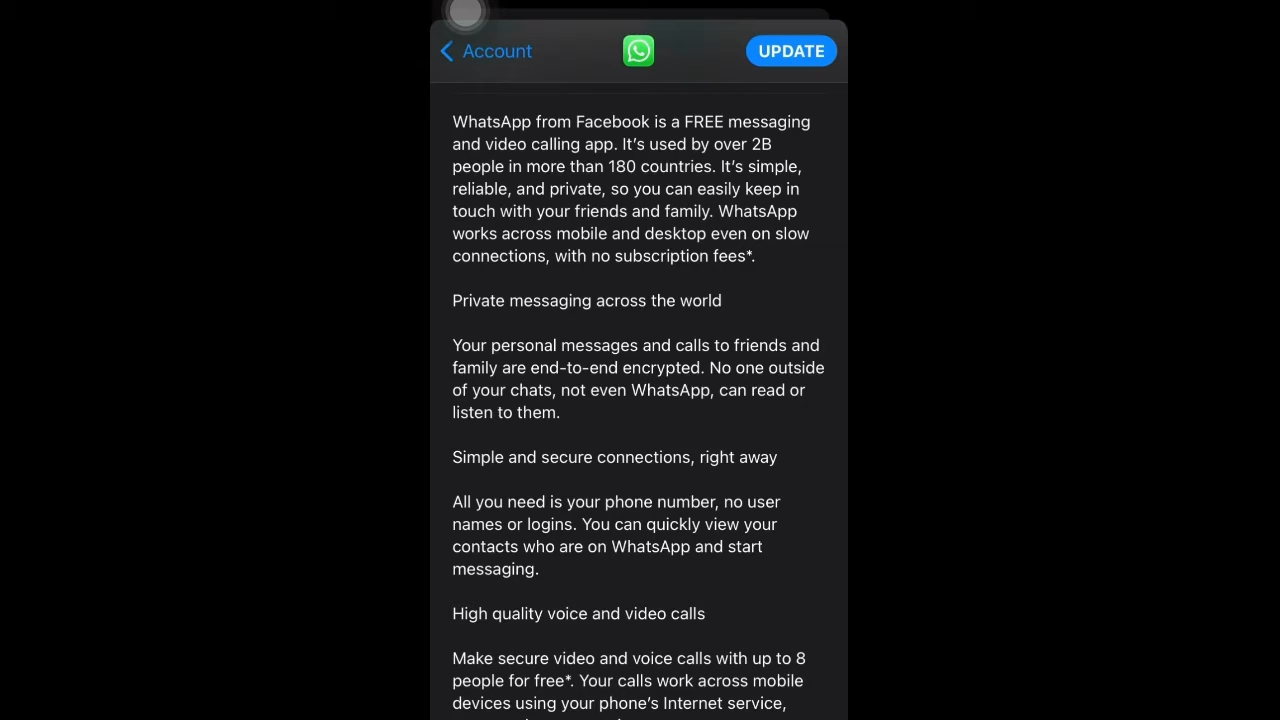 Account
UPDATE
WhatsApp from Facebook is a FREE messaging
and video calling app. It’s used by over 2B
people in more than 180 countries. It’s simple,
reliable, and private, so you can easily keep in
touch with your friends and family. WhatsApp
works across mobile and desktop even on slow
connections, with no subscription fees*.
Private messaging across the world
Your personal messages and calls to friends and
family are end-to-end encrypted. No one outside
of your chats, not even WhatsApp, can read or
listen to them.
Simple and secure connections, right away
All you need is your phone number, no user
names or logins. You can quickly view your
contacts who are on WhatsApp and start
messaging.
High quality voice and video calls
Make secure video and voice calls with up to 8
people for free*. Your calls work across mobile
devices using your phone’s Internet service,